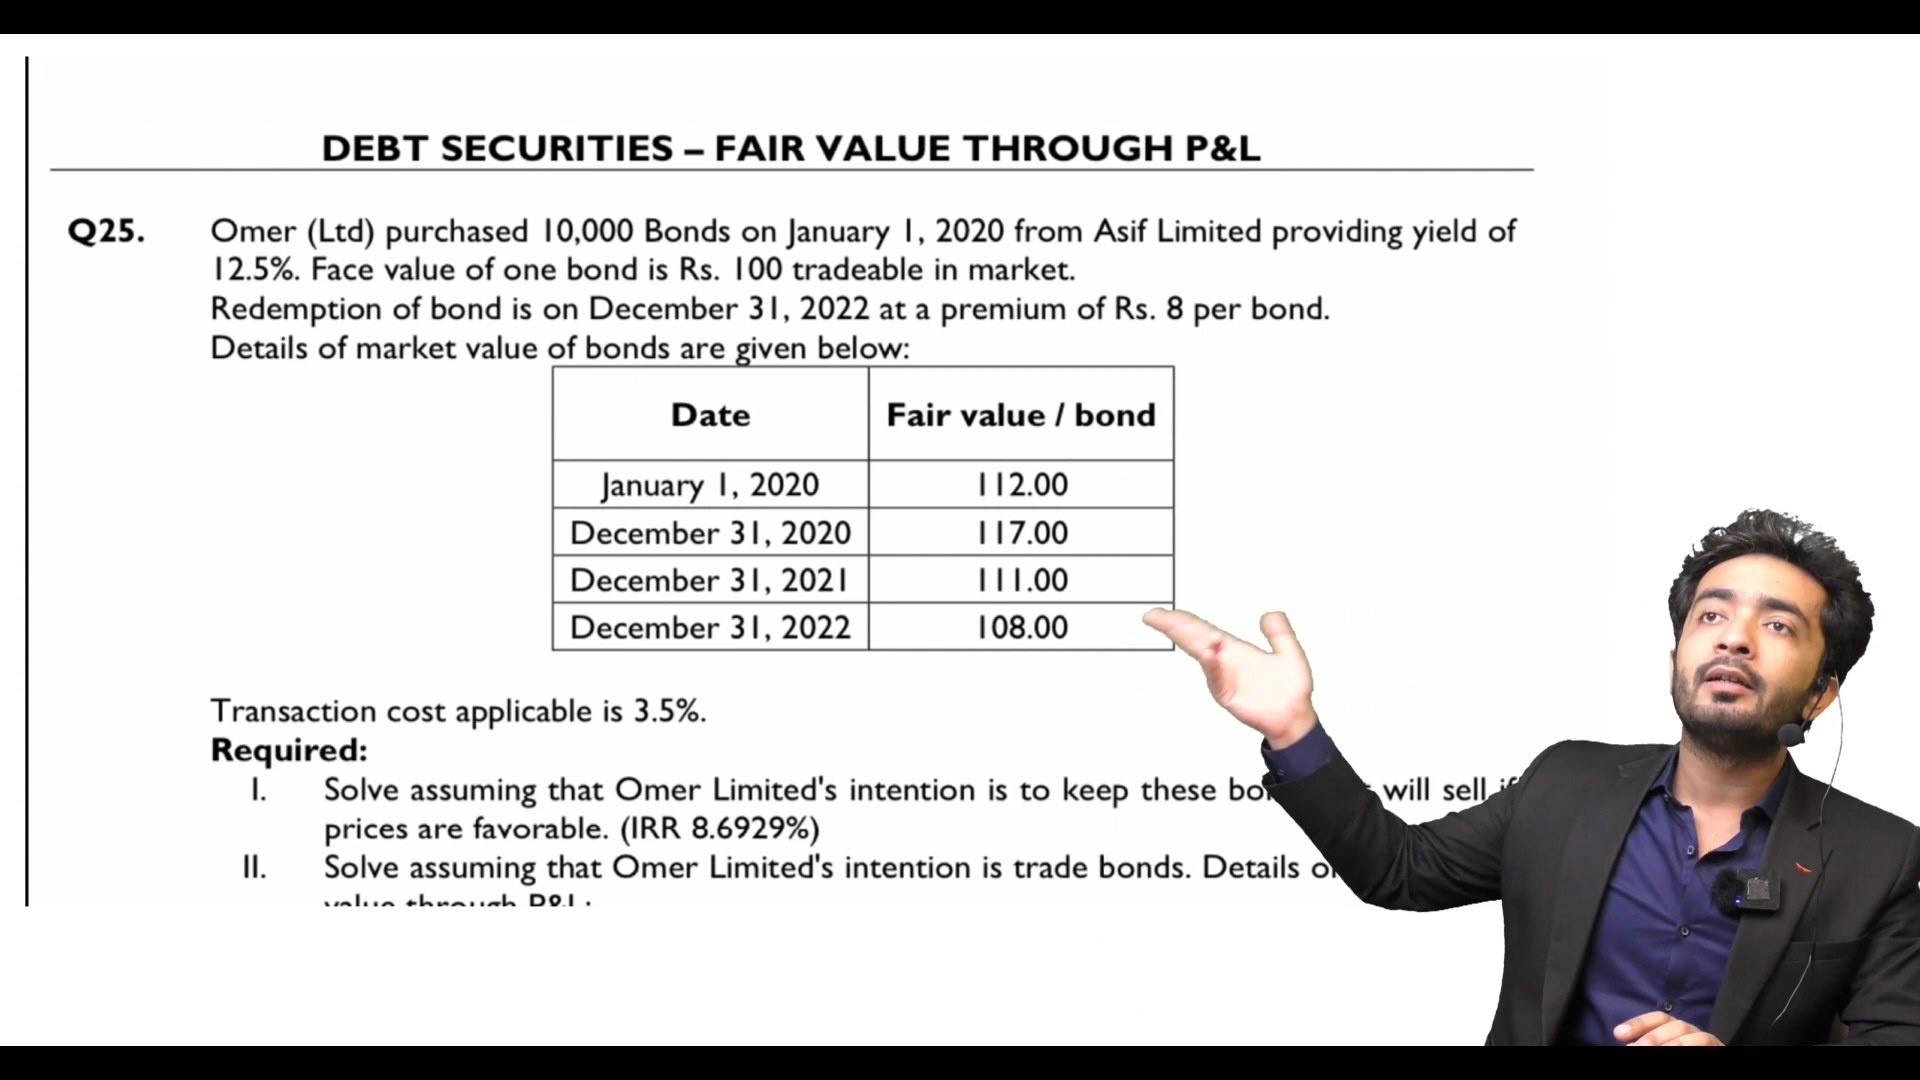 DEBT SECURITIES – FAIR VALUE THROUGH P&L
Q25. Omer (Ltd) purchased 10,000 Bonds on January 1, 2020 from Asif Limited providing yield of
12.5%. Face value of one bond is Rs. 100 tradeable in market.
Redemption of bond is on December 31, 2022 at a premium of Rs. 8 per bond.
Details of market value of bonds are given below:
Date Fair value / bond
January 1, 2020 112.00
December 31, 2020 117.00
December 31, 2021 111.00
December 31, 2022 108.00
Transaction cost applicable is 3.5%.
Required:
I. Solve assuming that Omer Limited's intention is to keep these will sell if
prices are favorable. (IRR 8.6929%)
II. Solve assuming that Omer Limited's intention is trade bonds. Details
value through P&L: